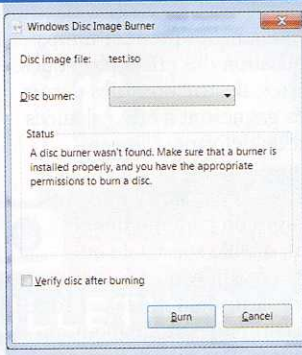 Windows Disc Image Burner
Disc image file: test.iso
Disc burner:
Status
A disc burner wasn't found. Make sure that a burner is
installed properly, and you have the appropriate
permissions to burn a disc.
Verify disc after burning
Burn Cancel